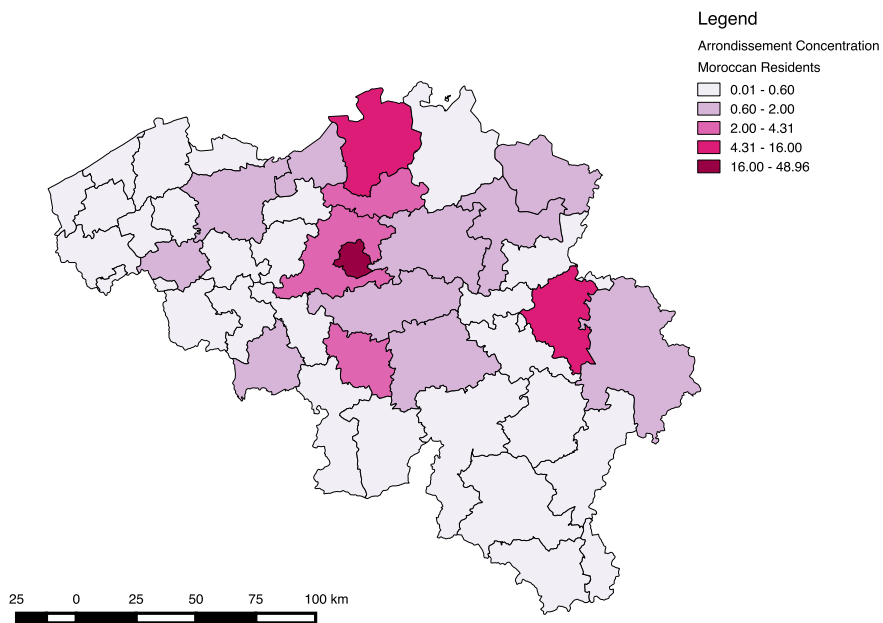 Legend
Arrondissement Concentration
Moroccan Residents
0.01 - 0.60
0.60 - 2.00
2.00 - 4.31
4.31 - 16.00
16.00 - 48.96
25 0 25 50 75 100 km